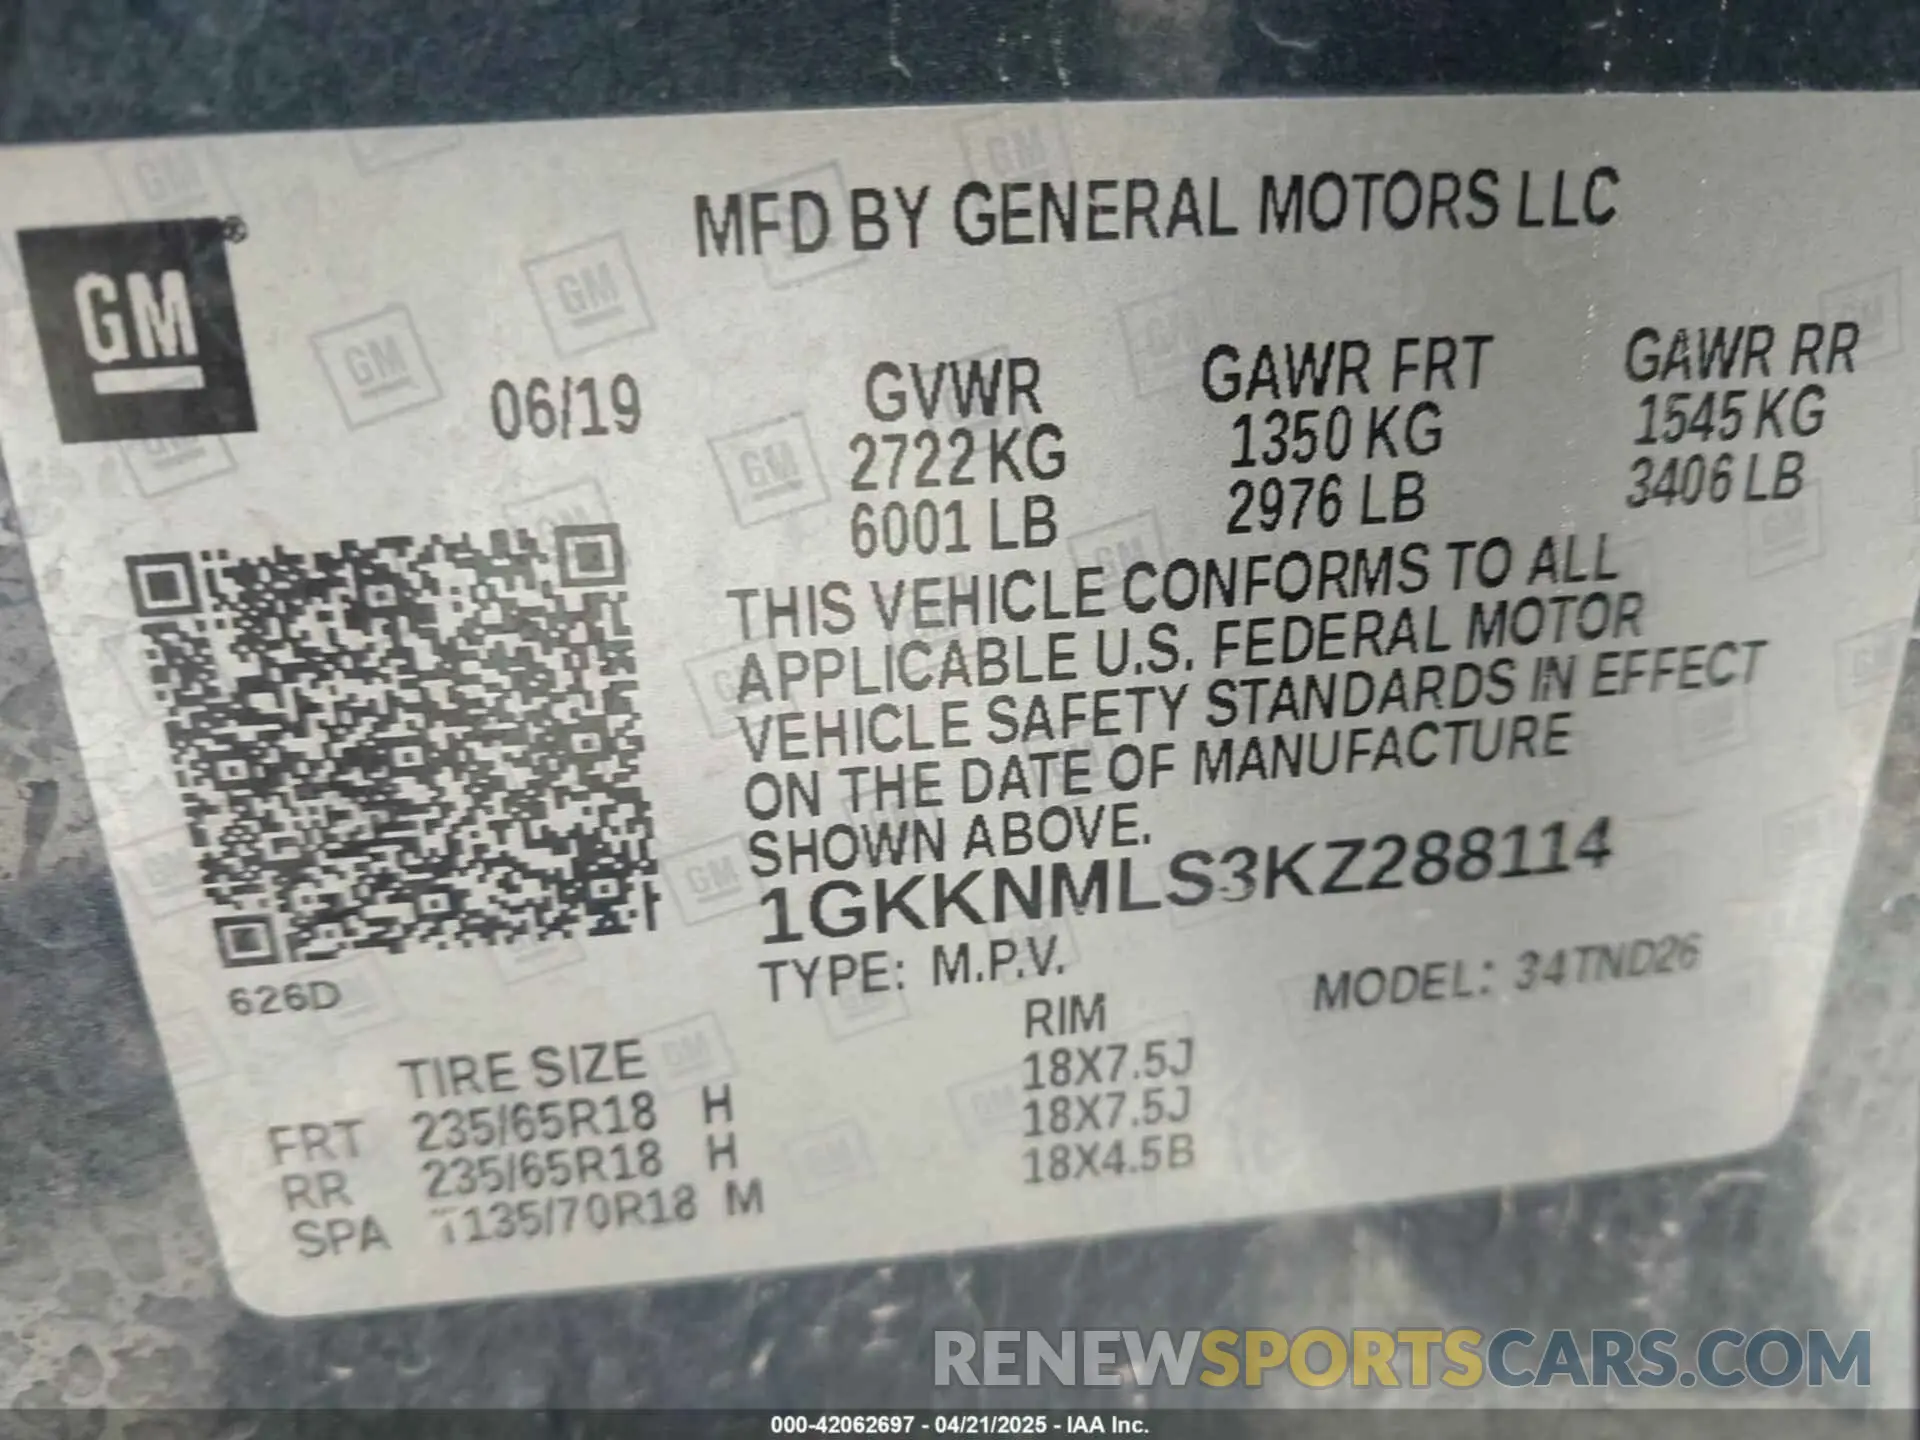 MFD BY GENERAL MOTORS LLC
GM®
06/19
GVWR GAWR FRT GAWR RR
2722 KG 1350 KG 1545 KG
6001 LB 2976 LB 3406 LB
THIS VEHICLE CONFORMS TO ALL
APPLICABLE U.S. FEDERAL MOTOR
VEHICLE SAFETY STANDARDS IN EFFECT
ON THE DATE OF MANUFACTURE
SHOWN ABOVE.
1GKKNMLS3KZ288114
TYPE: M.P.V. MODEL: 34TND26
626D
TIRE SIZE RIM
FRT 235/65R18 H 18X7.5J
RR 235/65R18 H 18X7.5J
SPA T135/70R18 M 18X4.5B
RENEWSPORTSCARS.COM
000-42062697 - 04/21/2025 - IAA Inc.